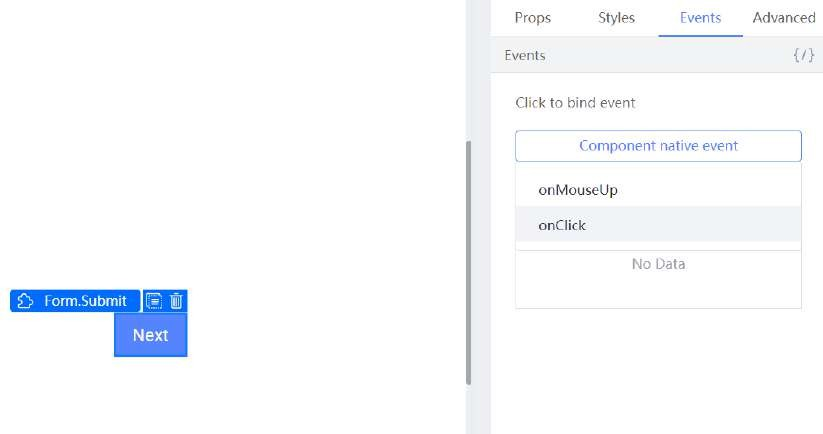 Props Styles Events Advanced
Events {/}
Click to bind event
Component native event
onMouseUp
onClick
No Data
Form.Submit
Next